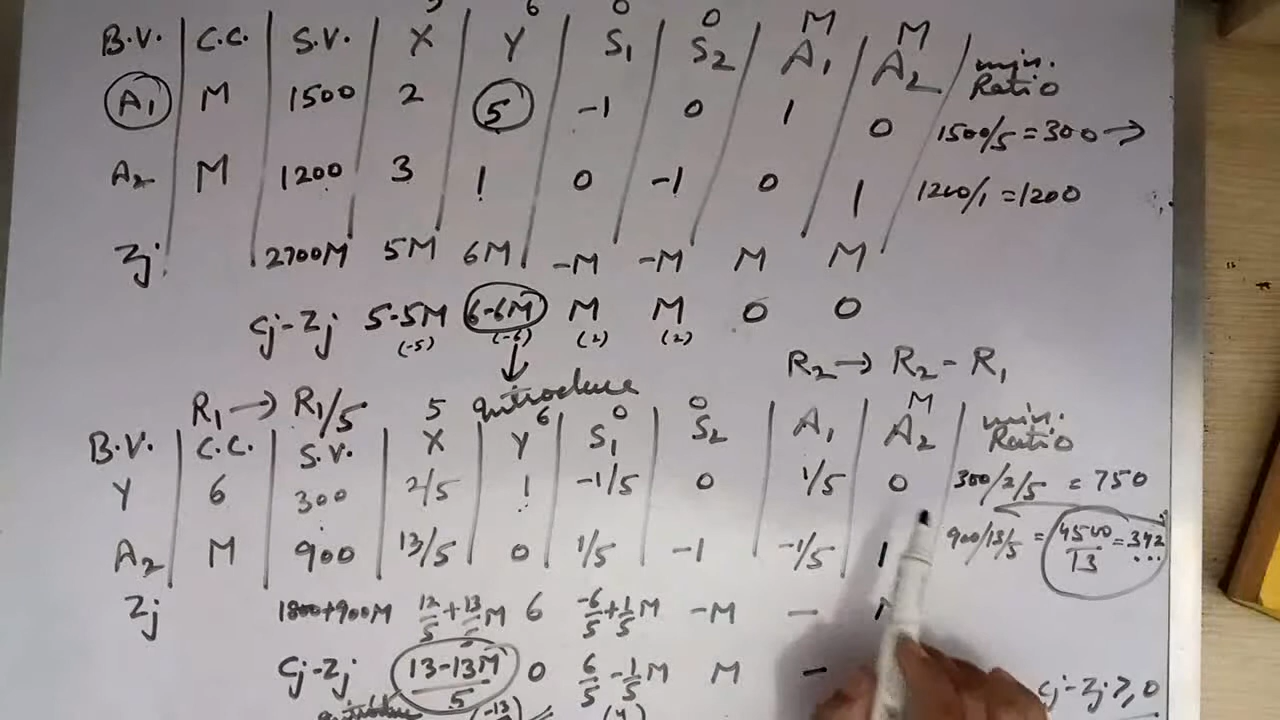 6 0 0 M M
B.V. C.C. S.V. X Y S₁ S₂ A₁ A₂ min. Ratio
A₁ M 1500 2 5 -1 0 1 0 1500/5=300→
A₂ M 1200 3 1 0 -1 0 1 1200/1=1200
Zj 2700M 5M 6M -M -M M M
Cj-Zj 5-5M 6-6M M M 0 0
(-5) (-6) (2) (2)
↓
introduce
R₂→ R₂-R₁
R₁→ R₁/5
5 6 0 0 M
B.V. C.C. S.V. X Y S₁ S₂ A₁ A₂ min. Ratio
Y 6 300 2/5 1 -1/5 0 1/5 0 300/2/5 = 750
A₂ M 900 13/5 0 1/5 -1 -1/5 1 900/13/5 = 4500/13 = 342...
Zj 1800+900M 12/5+13/5M 6 -6/5+1/5M -M —
Cj-Zj 13-13M/5 0 6/5-1/5M M —
Cj-Zj≥0
introduce (-13)